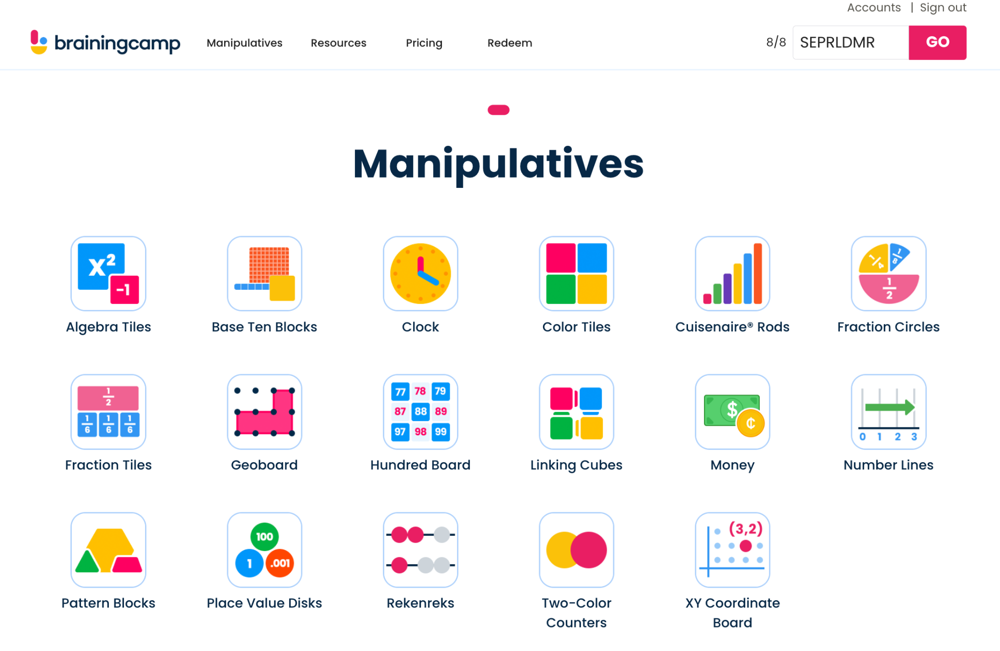 Accounts | Sign out
brainingcamp Manipulatives Resources Pricing Redeem 8/8 SEPRLDMR GO
Manipulatives
x² -1
1/4 1/8 1/2
Algebra Tiles Base Ten Blocks Clock Color Tiles Cuisenaire® Rods Fraction Circles
1/2
1/6 1/6 1/6
77 78 79
87 88 89
97 98 99
$ ¢
0 1 2 3
Fraction Tiles Geoboard Hundred Board Linking Cubes Money Number Lines
100
1 .001
(3,2)
Pattern Blocks Place Value Disks Rekenreks Two-Color Counters XY Coordinate Board